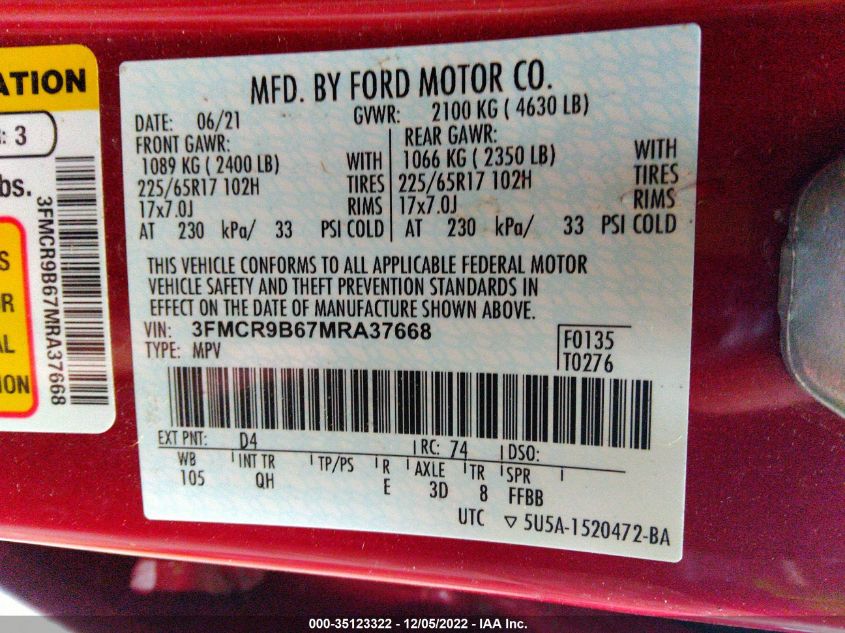 ATION
: 3
bs.
3FMCR9B67MRA37668
S
OR
AL
ION
MFD. BY FORD MOTOR CO.
DATE: 06/21 GVWR: 2100 KG ( 4630 LB)
FRONT GAWR: REAR GAWR:
1089 KG ( 2400 LB) WITH 1066 KG ( 2350 LB) WITH
225/65R17 102H TIRES 225/65R17 102H TIRES
17x7.0J RIMS 17x7.0J RIMS
AT 230 kPa/ 33 PSI COLD AT 230 kPa/ 33 PSI COLD
THIS VEHICLE CONFORMS TO ALL APPLICABLE FEDERAL MOTOR
VEHICLE SAFETY AND THEFT PREVENTION STANDARDS IN
EFFECT ON THE DATE OF MANUFACTURE SHOWN ABOVE.
VIN: 3FMCR9B67MRA37668
TYPE: MPV
F0135
T0276
EXT PNT: D4 RC: 74 DSO:
WB INT TR TP/PS R AXLE TR SPR
105 QH E 3D 8 FFBB
UTC ▽ 5U5A-1520472-BA
000-35123322 - 12/05/2022 - IAA Inc.